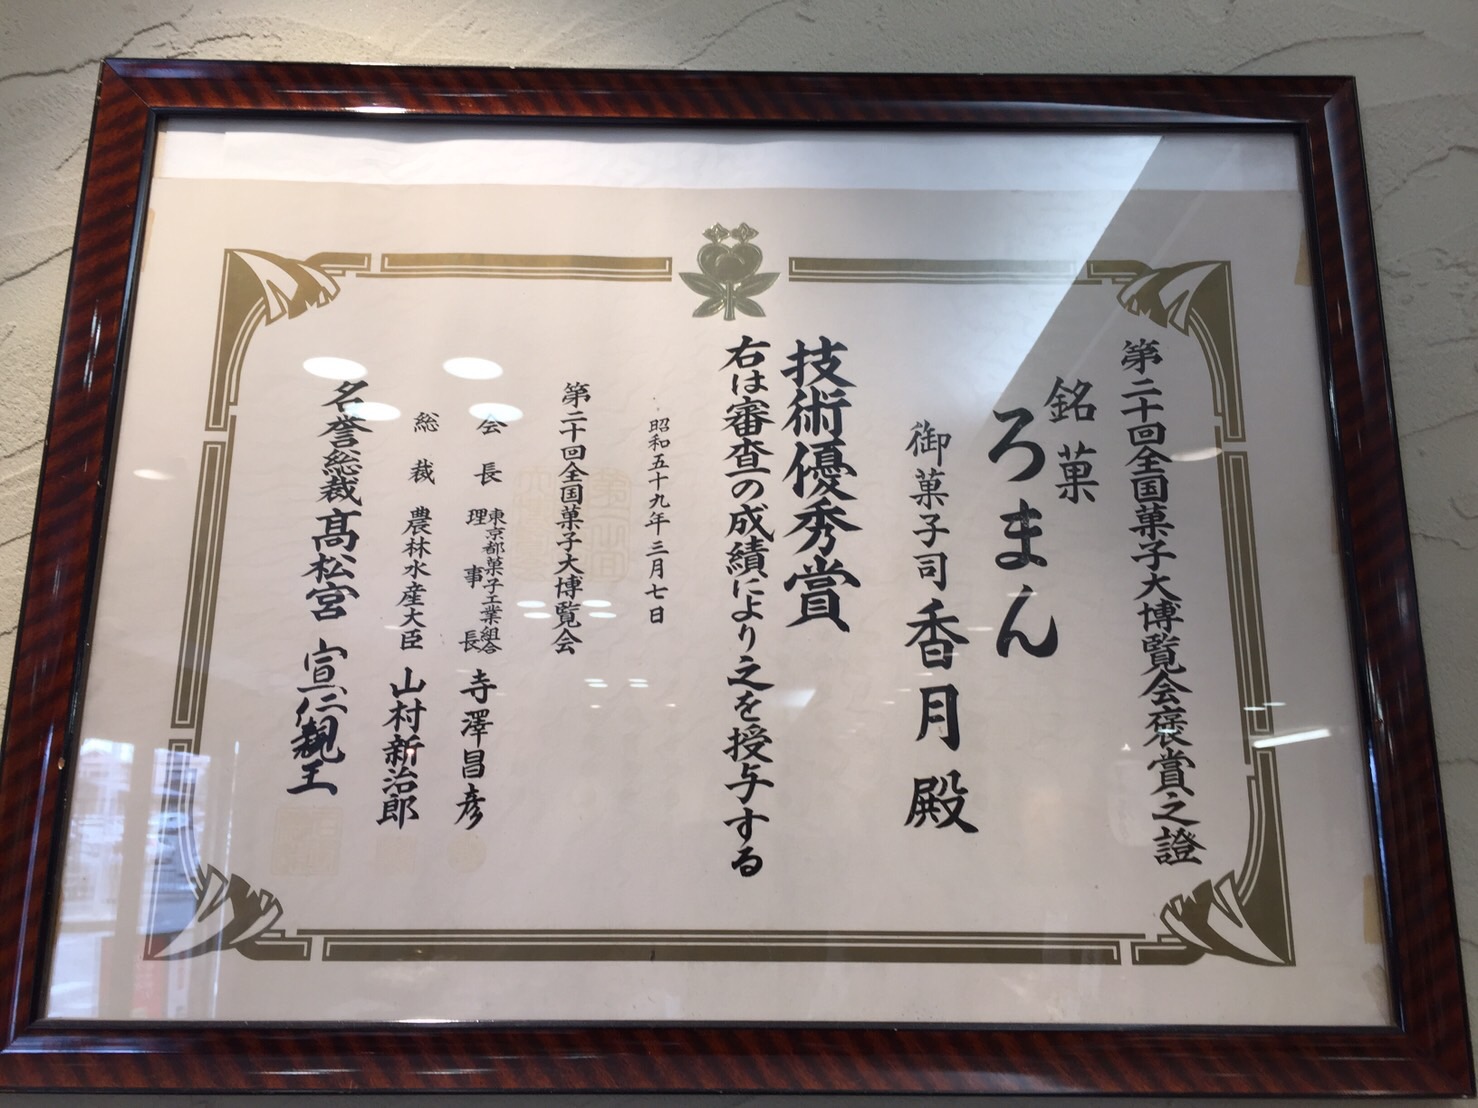 第二十回全国菓子大博覧会褒賞之證
銘菓
ろまん
御菓子司 香月 殿
技術優秀賞
右は審査の成績により之を授与する
昭和五十九年三月七日
第二十回全国菓子大博覧会
会長 東京都菓子工業組合理事長 寺澤昌彦
総裁 農林水産大臣 山村新治郎
名誉総裁 髙松宮 宣仁親王